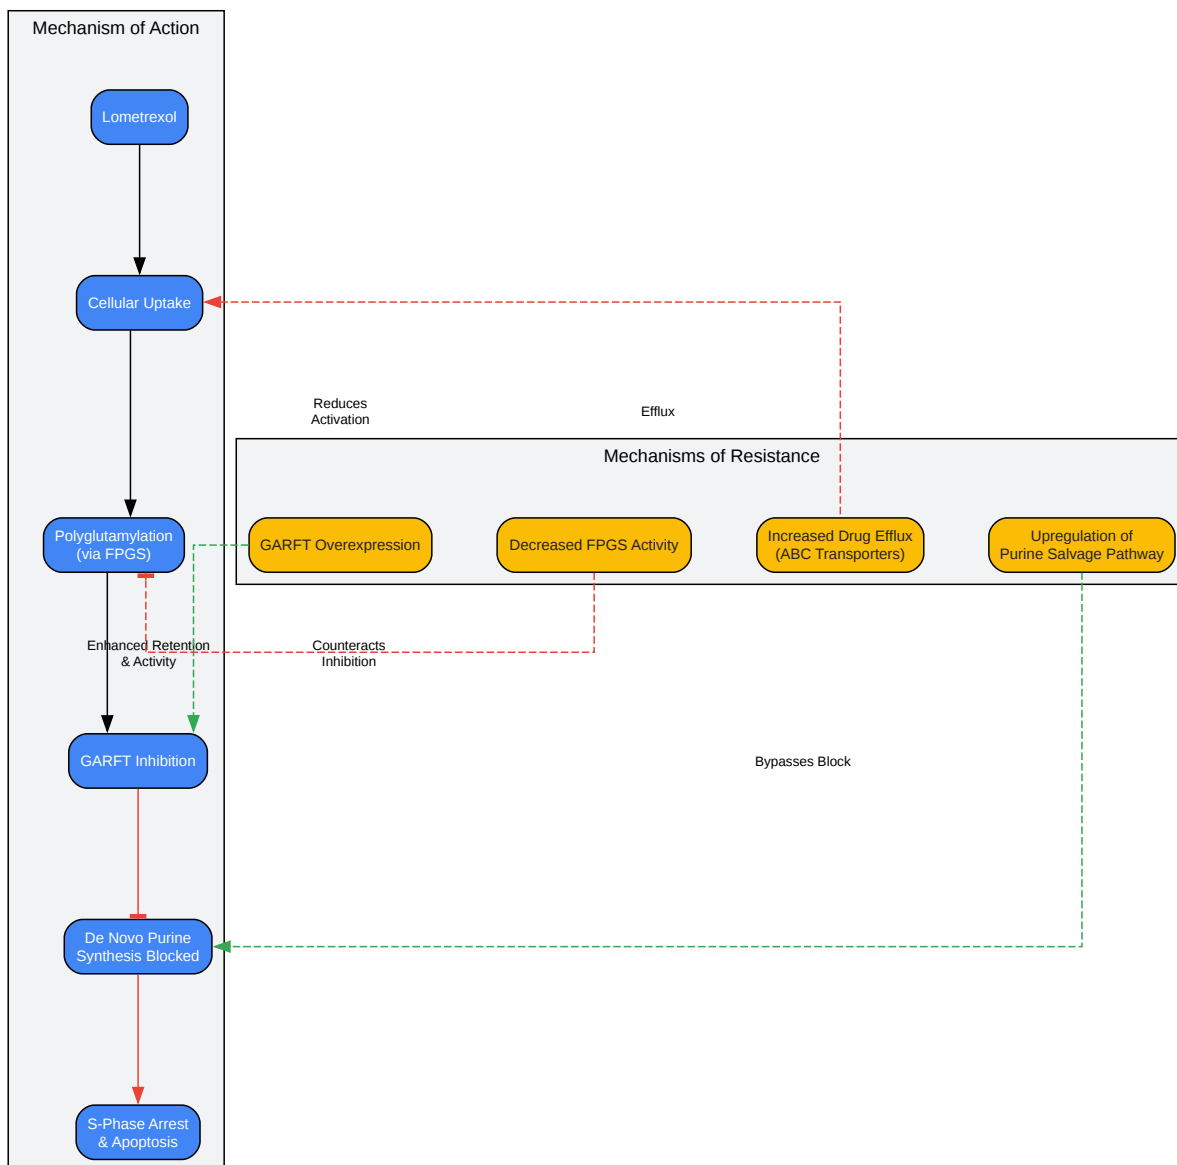 Mechanism of Action
Lometrexol
Cellular Uptake
Reduces
Activation
Efflux
Mechanisms of Resistance
Polyglutamylation
(via FPGS)
GARFT Overexpression
Decreased FPGS Activity
Increased Drug Efflux
(ABC Transporters)
Upregulation of
Purine Salvage Pathway
Enhanced Retention
& Activity
Counteracts
Inhibition
GARFT Inhibition
Bypasses Block
De Novo Purine
Synthesis Blocked
S-Phase Arrest
& Apoptosis